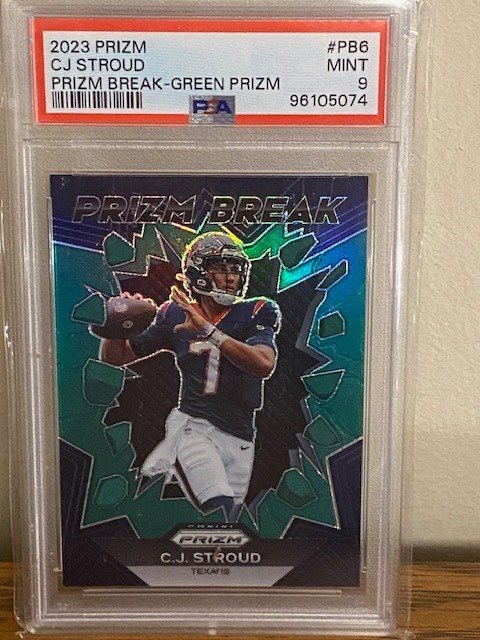 2023 PRIZM #PB6
CJ STROUD MINT
PRIZM BREAK-GREEN PRIZM 9
PSA 96105074
PRIZM BREAK
7
PANINI
PRIZM
C.J. STROUD
TEXANS